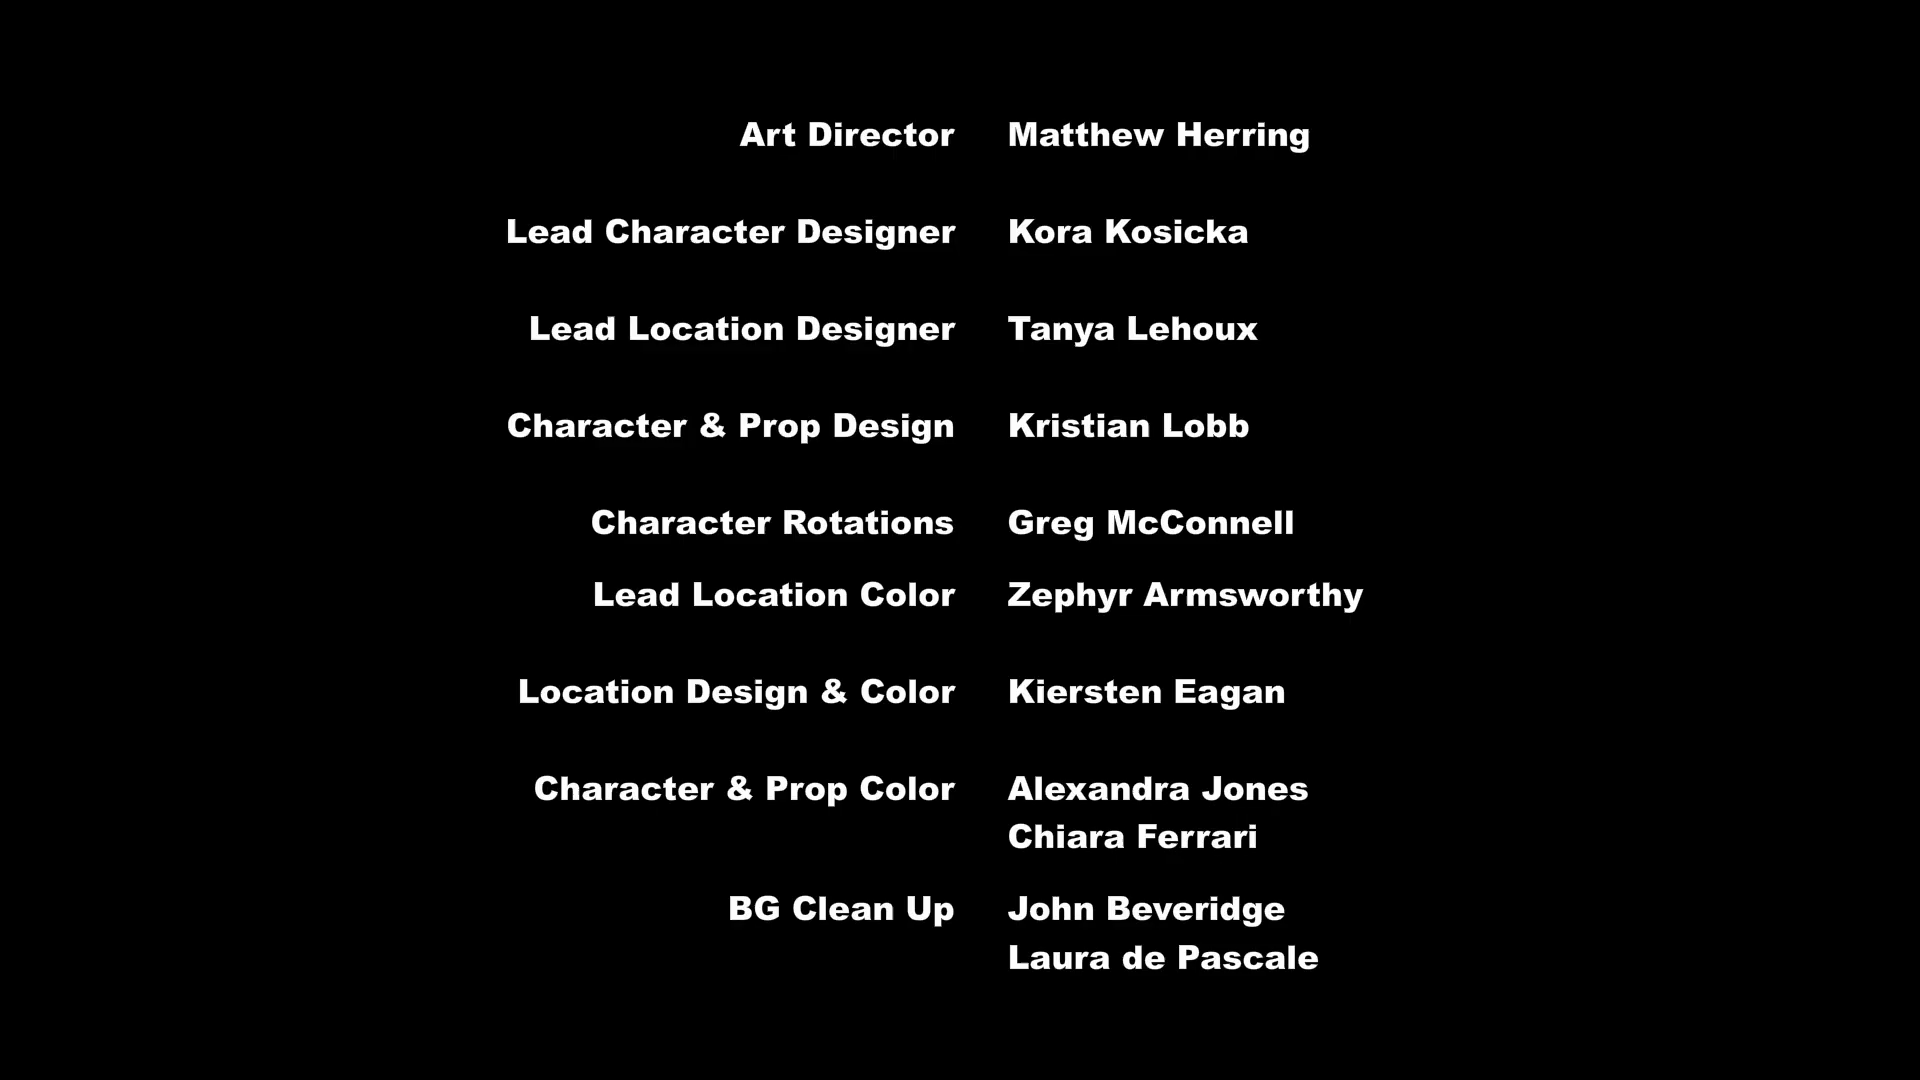 Art Director Matthew Herring
Lead Character Designer Kora Kosicka
Lead Location Designer Tanya Lehoux
Character & Prop Design Kristian Lobb
Character Rotations Greg McConnell
Lead Location Color Zephyr Armsworthy
Location Design & Color Kiersten Eagan
Character & Prop Color Alexandra Jones
Chiara Ferrari
BG Clean Up John Beveridge
Laura de Pascale